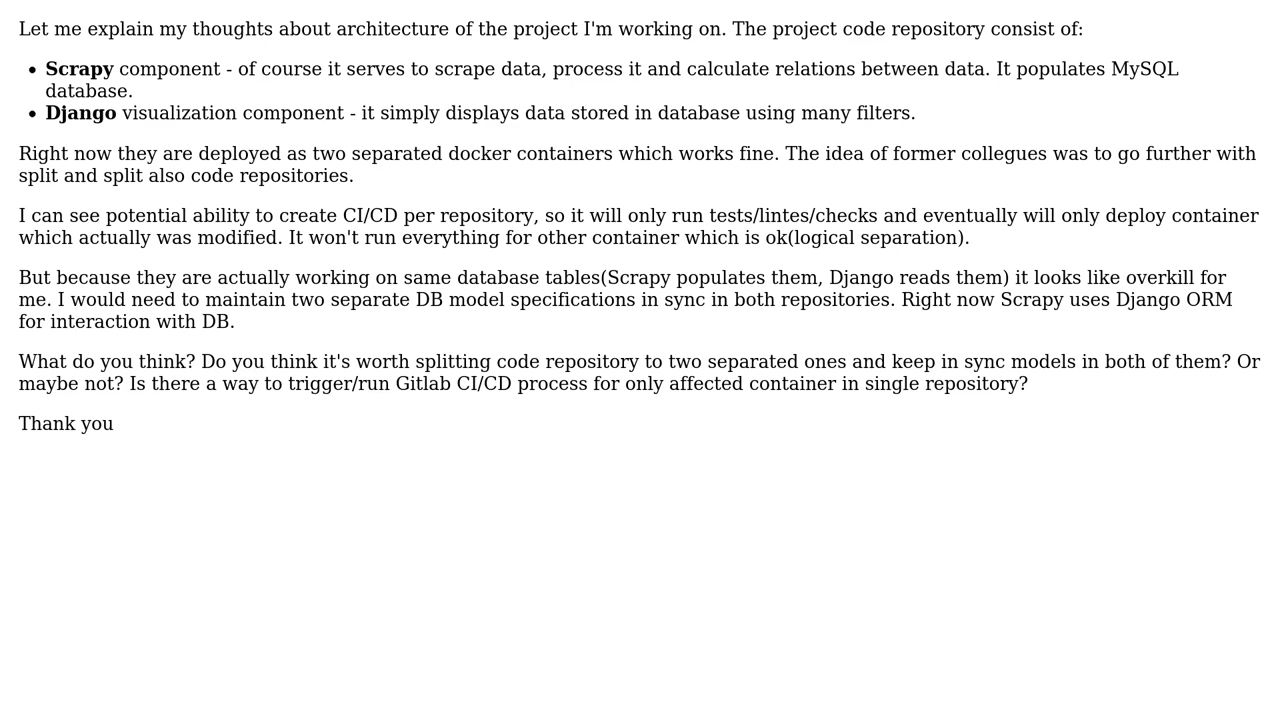 Let me explain my thoughts about architecture of the project I'm working on. The project code repository consist of:
• Scrapy component - of course it serves to scrape data, process it and calculate relations between data. It populates MySQL
database.
• Django visualization component - it simply displays data stored in database using many filters.
Right now they are deployed as two separated docker containers which works fine. The idea of former collegues was to go further with
split and split also code repositories.
I can see potential ability to create CI/CD per repository, so it will only run tests/lintes/checks and eventually will only deploy container
which actually was modified. It won't run everything for other container which is ok(logical separation).
But because they are actually working on same database tables(Scrapy populates them, Django reads them) it looks like overkill for
me. I would need to maintain two separate DB model specifications in sync in both repositories. Right now Scrapy uses Django ORM
for interaction with DB.
What do you think? Do you think it's worth splitting code repository to two separated ones and keep in sync models in both of them? Or
maybe not? Is there a way to trigger/run Gitlab CI/CD process for only affected container in single repository?
Thank you